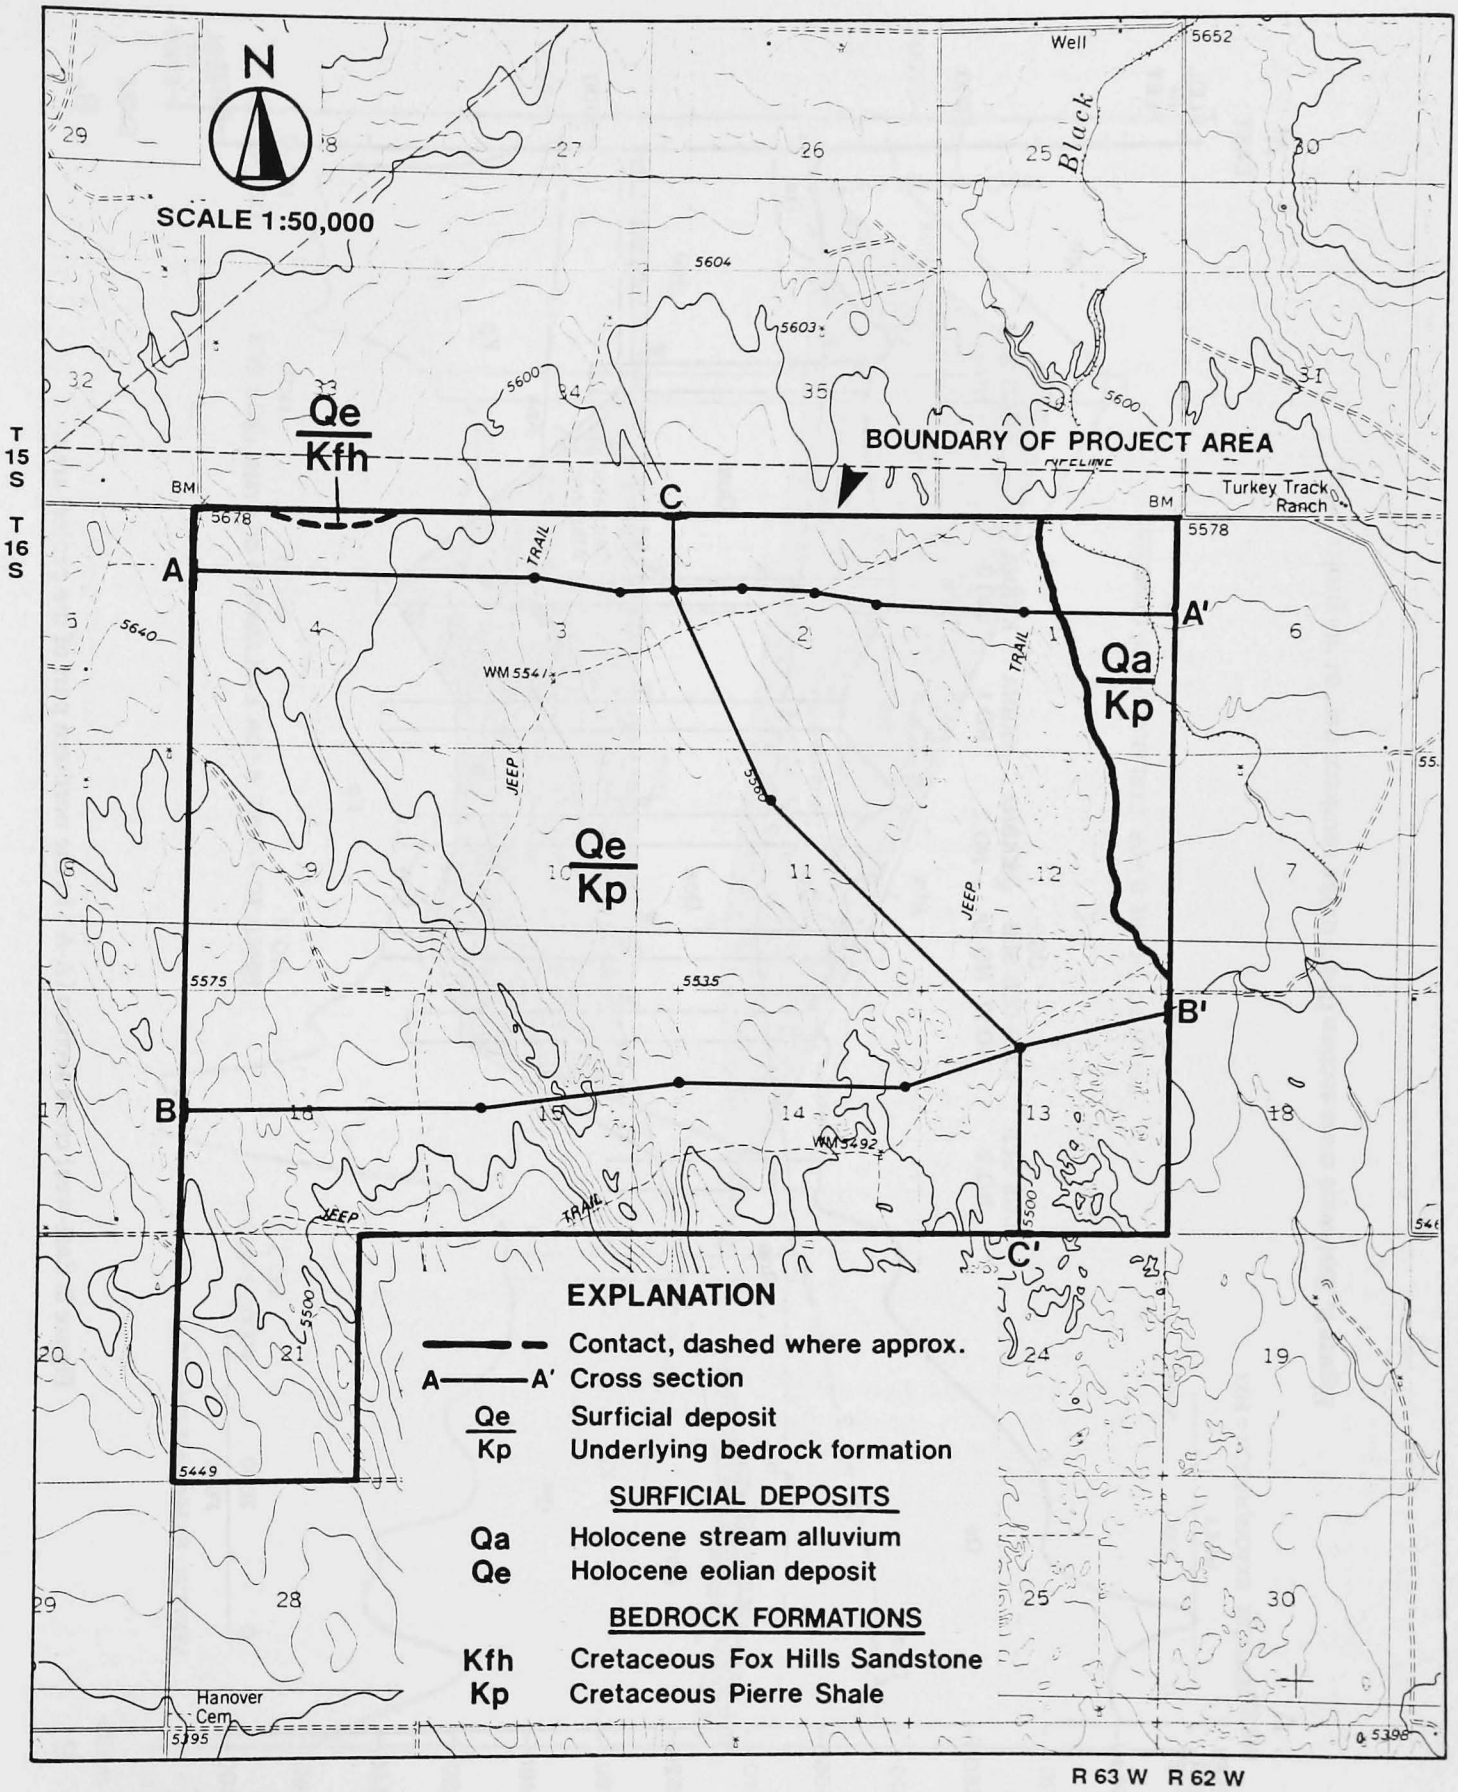 Well
5652
N
Black
29
28
27
26
25
30
SCALE 1:50,000
5604
5603
32
33
5600
34
35
5600
31
Qe
Kfh
BOUNDARY OF PROJECT AREA
PIPELINE
T
15
S
BM
C
BM
Turkey Track
Ranch
T
16
S
5678
5578
TRAIL
A
A'
5
5640
4
3
2
TRAIL
1
6
WM 5541
Qa
Kp
JEEP
5560
Qe
Kp
9
10
11
12
7
JEEP
5575
5535
B'
B
17
16
15
14
13
18
WM 5492
JEEP
TRAIL
5500
C'
EXPLANATION
5500
Contact, dashed where approx.
20
21
24
19
A
A' Cross section
Qe Surficial deposit
Kp Underlying bedrock formation
5449
SURFICIAL DEPOSITS
Qa Holocene stream alluvium
Qe Holocene eolian deposit
29
28
25
30
BEDROCK FORMATIONS
Kfh Cretaceous Fox Hills Sandstone
Kp Cretaceous Pierre Shale
Hanover
Cem
5395
5398
R 63 W R 62 W